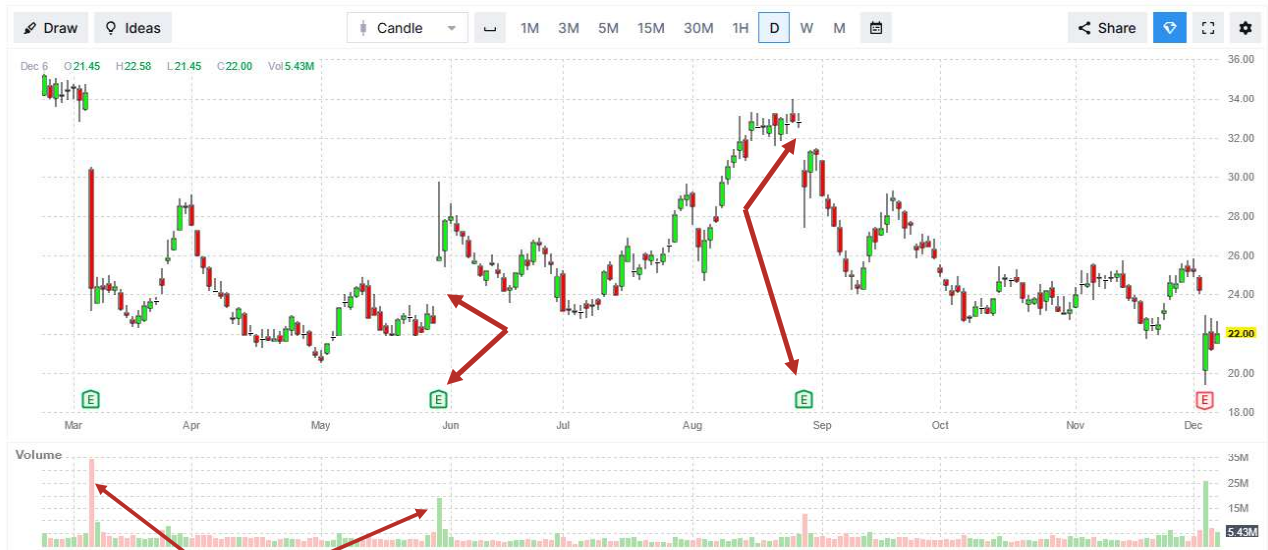 Draw Ideas Candle 1M 3M 5M 15M 30M 1H D W M Share
Dec 6 O21.45 H22.58 L21.45 C22.00 Vol5.43M
36.00
34.00
32.00
30.00
28.00
26.00
24.00
22.00
20.00
18.00
E E E E
Mar Apr May Jun Jul Aug Sep Oct Nov Dec
Volume
35M
25M
15M
5.43M